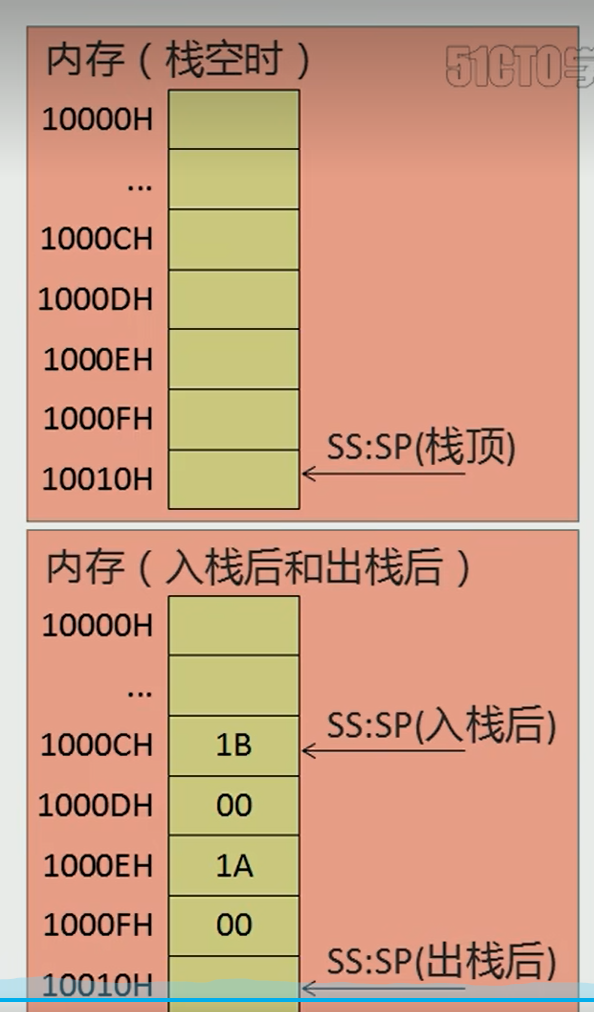 内存（栈空时）
51CTO学
10000H
...
1000CH
1000DH
1000EH
1000FH
SS:SP(栈顶)
10010H
内存（入栈后和出栈后）
10000H
...
SS:SP(入栈后)
1000CH 1B
1000DH 00
1000EH 1A
1000FH 00
SS:SP(出栈后)
10010H